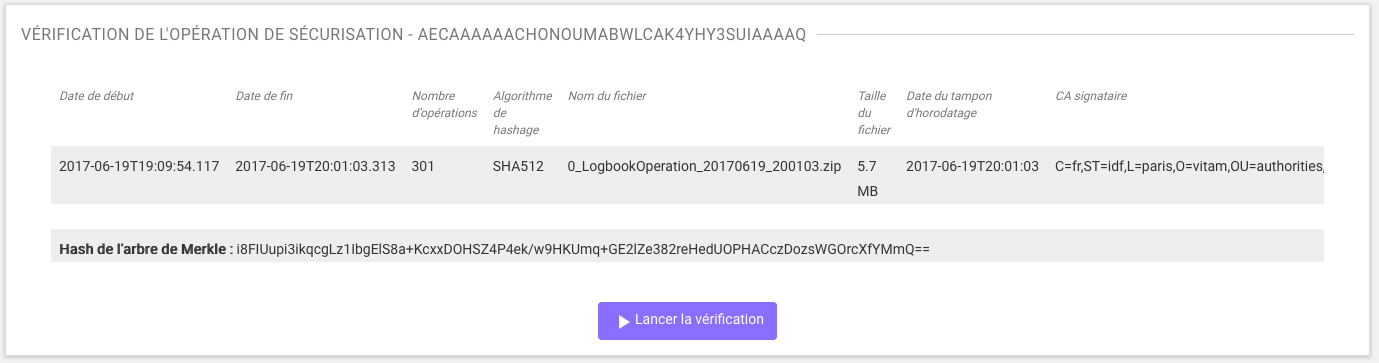 VÉRIFICATION DE L'OPÉRATION DE SÉCURISATION - AECAAAAAACHONOUMABWLCAK4YHY3SUIAAAAQ
Date de début Date de fin Nombre d'opérations Algorithme de hashage Nom du fichier Taille du fichier Date du tampon d'horodatage CA signataire
2017-06-19T19:09:54.117 2017-06-19T20:01:03.313 301 SHA512 0_LogbookOperation_20170619_200103.zip 5.7 MB 2017-06-19T20:01:03 C=fr,ST=idf,L=paris,O=vitam,OU=authorities,
Hash de l'arbre de Merkle : i8FIUupi3ikqcgLz1IbgElS8a+KcxxDOHSZ4P4ek/w9HKUmq+GE2lZe382reHedUOPHACczDozsWGOrcXfYMmQ==
Lancer la vérification